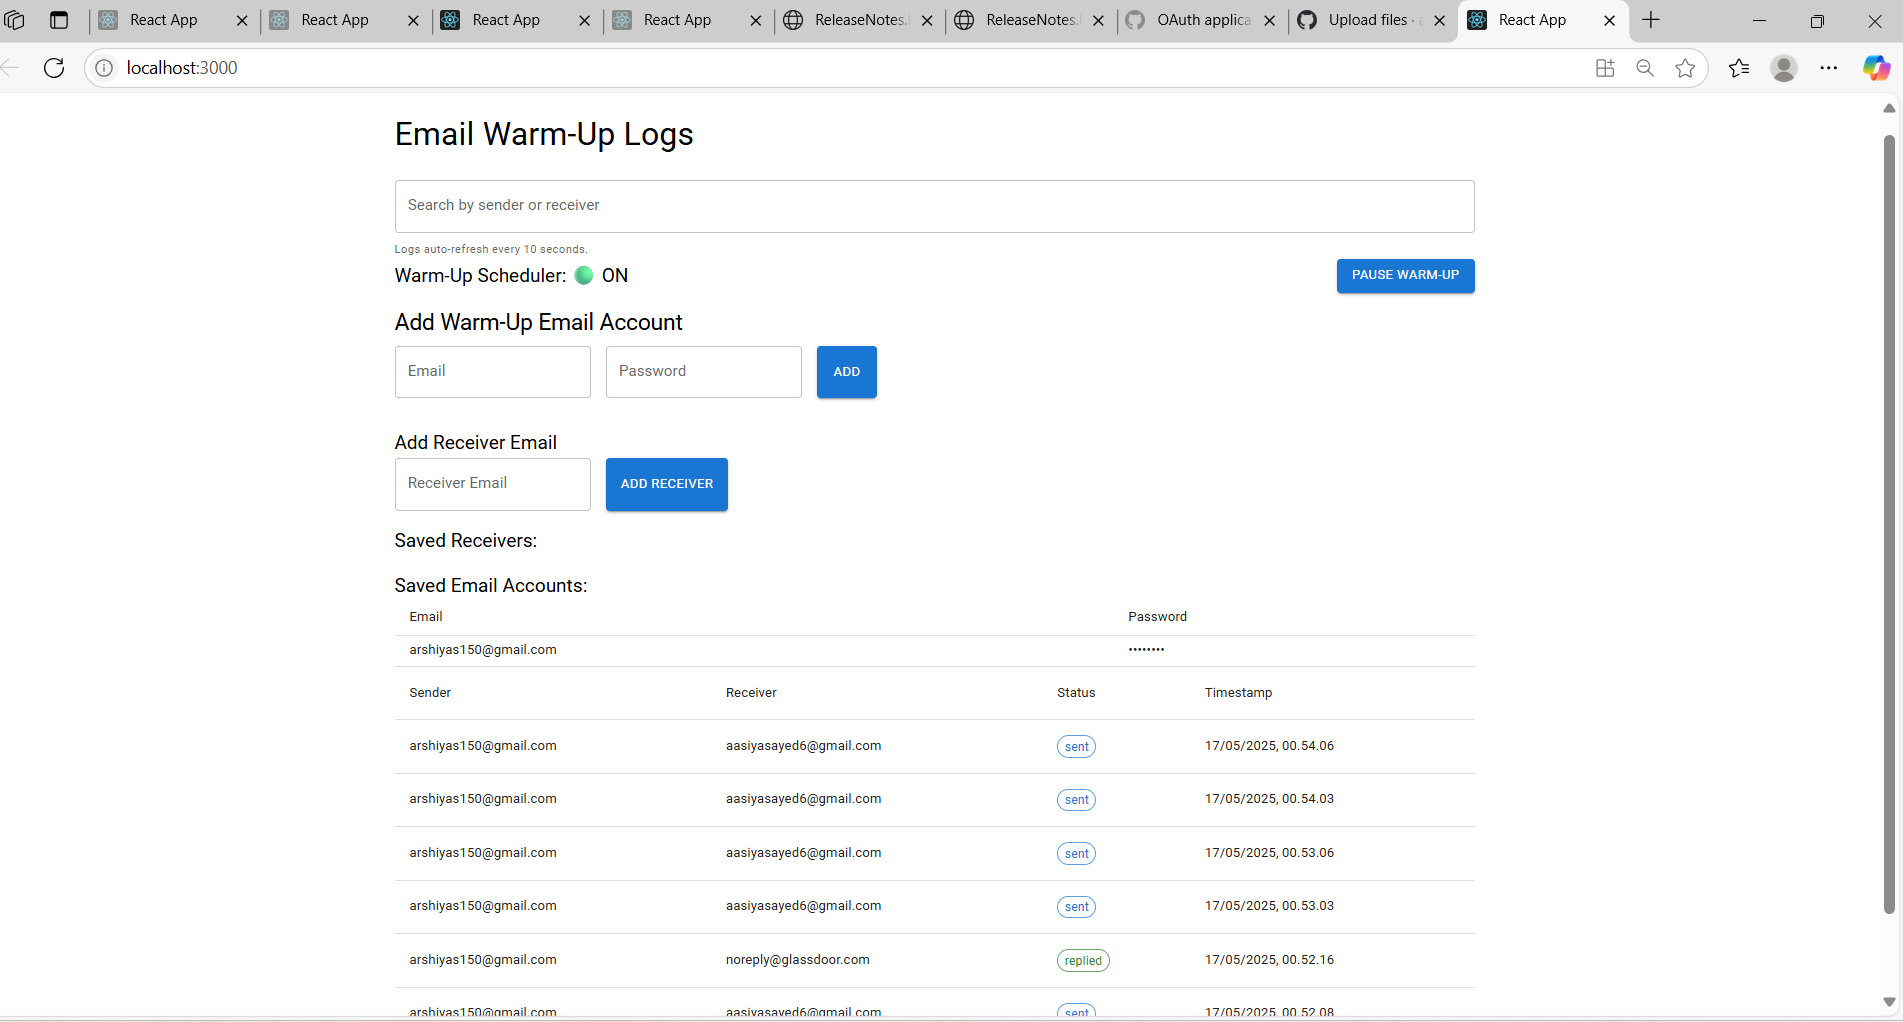 React App
React App
React App
React App
ReleaseNotes.
ReleaseNotes.
OAuth applica
Upload files ·
React App
localhost:3000
Email Warm-Up Logs
Search by sender or receiver
Logs auto-refresh every 10 seconds.
Warm-Up Scheduler: ON
PAUSE WARM-UP
Add Warm-Up Email Account
Email Password ADD
Add Receiver Email
Receiver Email ADD RECEIVER
Saved Receivers:
Saved Email Accounts:
Email Password
arshiyas150@gmail.com ••••••••
Sender Receiver Status Timestamp
arshiyas150@gmail.com aasiyasayed6@gmail.com sent 17/05/2025, 00.54.06
arshiyas150@gmail.com aasiyasayed6@gmail.com sent 17/05/2025, 00.54.03
arshiyas150@gmail.com aasiyasayed6@gmail.com sent 17/05/2025, 00.53.06
arshiyas150@gmail.com aasiyasayed6@gmail.com sent 17/05/2025, 00.53.03
arshiyas150@gmail.com noreply@glassdoor.com replied 17/05/2025, 00.52.16
arshiyas150@gmail.com aasiyasayed6@gmail.com sent 17/05/2025, 00.52.08